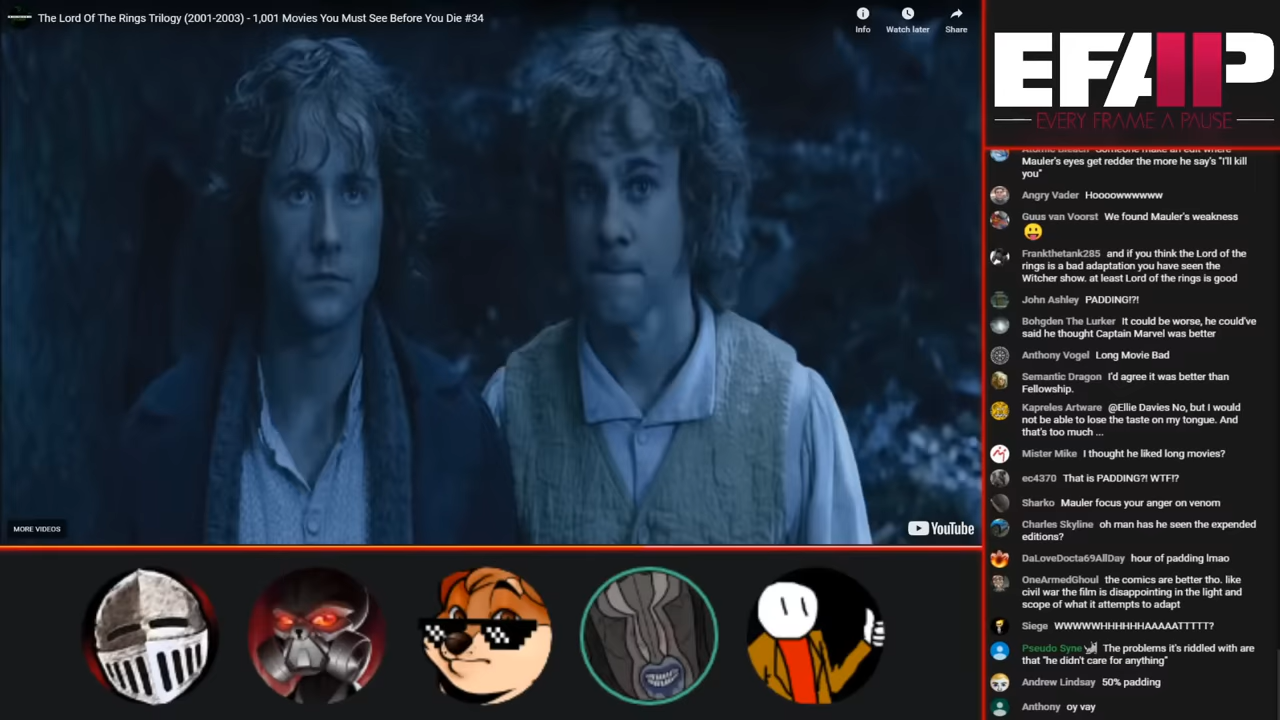 The Lord Of The Rings Trilogy (2001-2003) - 1,001 Movies You Must See Before You Die #34
Info
Watch later
Share
MORE VIDEOS
YouTube
EFAP
EVERY FRAME A PAUSE
Atomic Bleach Someone make an edit where
Mauler's eyes get redder the more he say's "I'll kill
you"
Angry Vader Hoooowwwwww
Guus van Voorst We found Mauler's weakness
Frankthetank285 and if you think the Lord of the
rings is a bad adaptation you have seen the
Witcher show. at least Lord of the rings is good
John Ashley PADDING!?!
Bohgden The Lurker It could be worse, he could've
said he thought Captain Marvel was better
Anthony Vogel Long Movie Bad
Semantic Dragon I'd agree it was better than
Fellowship.
Kapreles Artware @Ellie Davies No, but I would
not be able to lose the taste on my tongue. And
that's too much ...
Mister Mike I thought he liked long movies?
ec4370 That is PADDING?! WTF!?
Sharko Mauler focus your anger on venom
Charles Skyline oh man has he seen the expended
editions?
DaLoveDocta69AllDay hour of padding lmao
OneArmedGhoul the comics are better tho. like
civil war the film is disappointing in the light and
scope of what it attempts to adapt
Siege WWWWWHHHHHHAAAAATTTTT?
Pseudo Syne The problems it's riddled with are
that "he didn't care for anything"
Andrew Lindsay 50% padding
Anthony oy vay